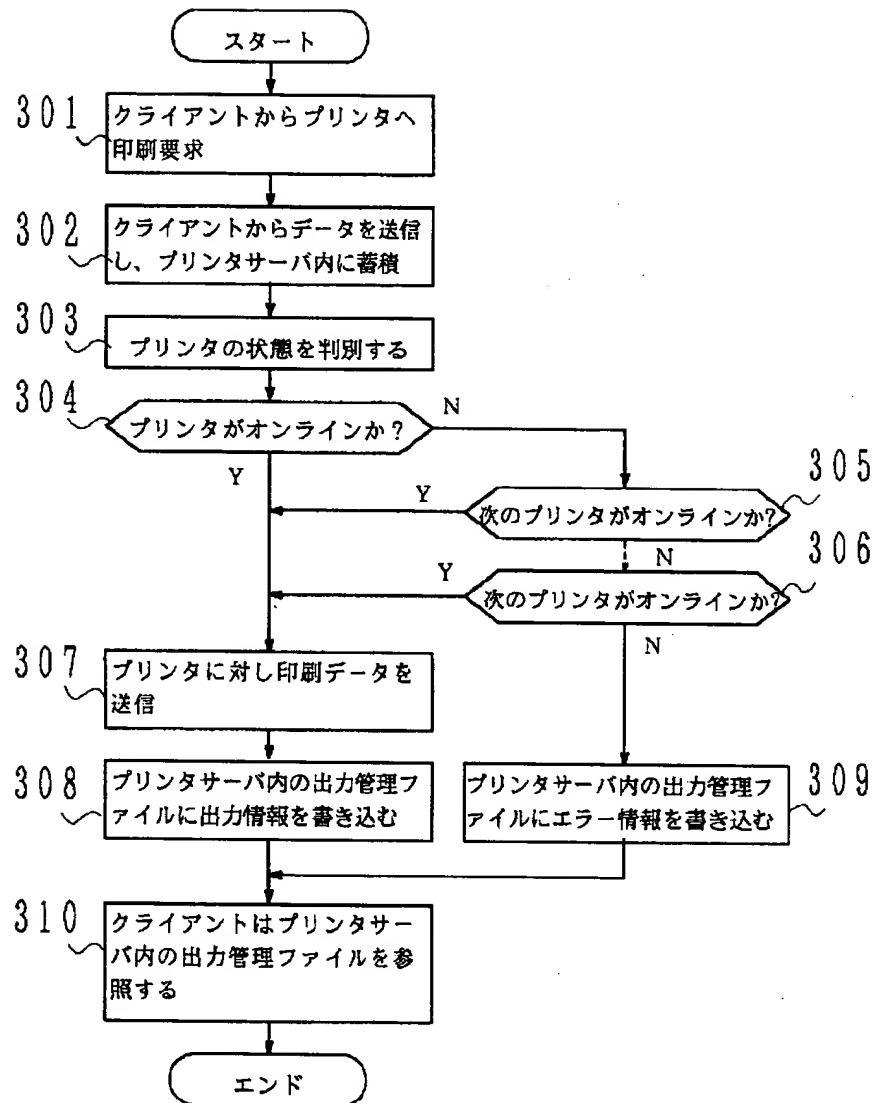 スタート
301
クライアントからプリンタへ
印刷要求
302
クライアントからデータを送信
し、プリンタサーバ内に蓄積
303
プリンタの状態を判別する
304
プリンタがオンラインか?
N
Y
305
次のプリンタがオンラインか?
Y
N
306
次のプリンタがオンラインか?
Y
N
307
プリンタに対し印刷データを
送信
308
プリンタサーバ内の出力管理フ
ァイルに出力情報を書き込む
309
プリンタサーバ内の出力管理フ
ァイルにエラー情報を書き込む
310
クライアントはプリンタサー
バ内の出力管理ファイルを参
照する
エンド